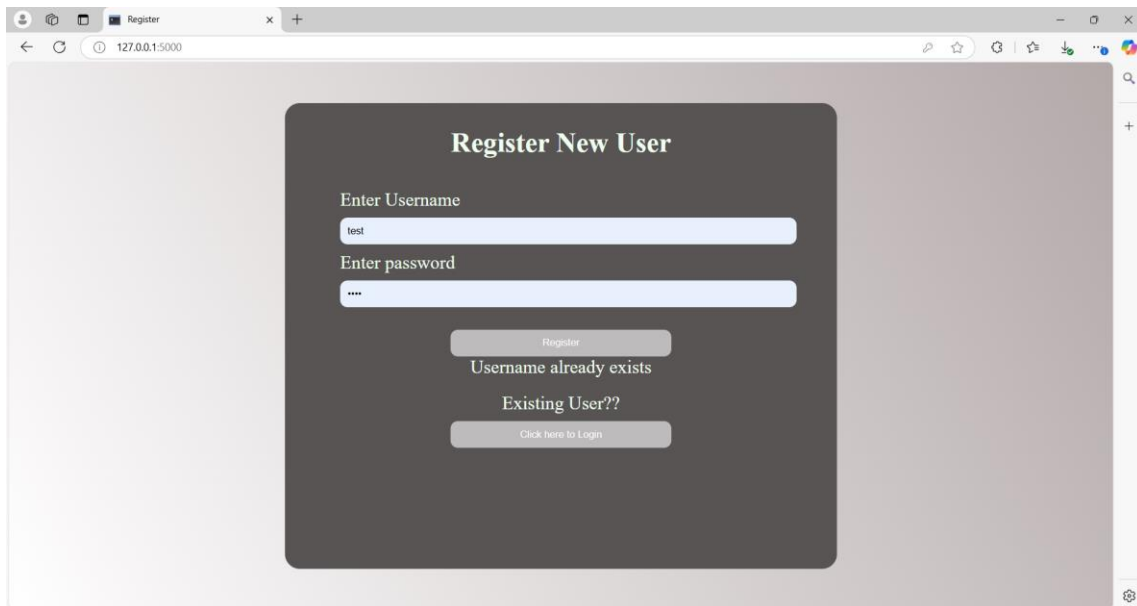 Register
127.0.0.1:5000
Register New User
Enter Username
test
Enter password
••••
Register
Username already exists
Existing User??
Click here to Login